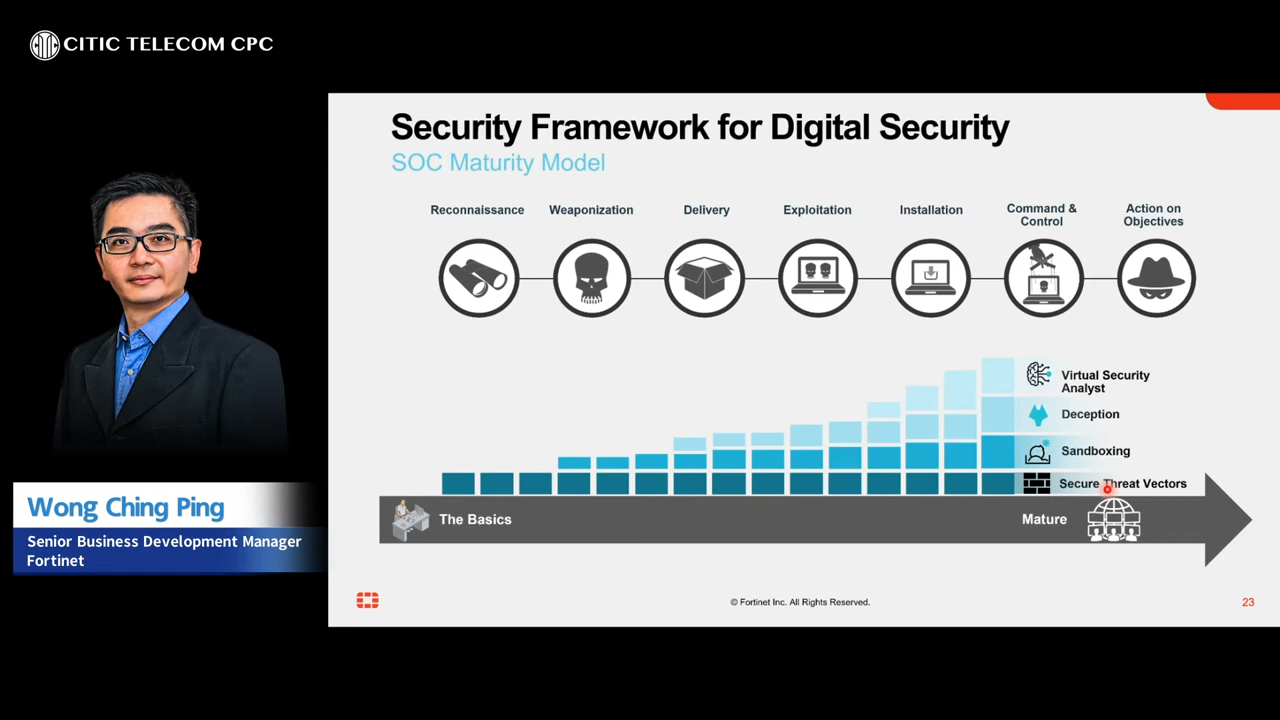 CITIC TELECOM CPC
Security Framework for Digital Security
SOC Maturity Model
Reconnaissance
Weaponization
Delivery
Exploitation
Installation
Command &
Control
Action on
Objectives
Virtual Security
Analyst
Deception
Sandboxing
Secure Threat Vectors
The Basics
Mature
Wong Ching Ping
Senior Business Development Manager
Fortinet
© Fortinet Inc. All Rights Reserved.
23